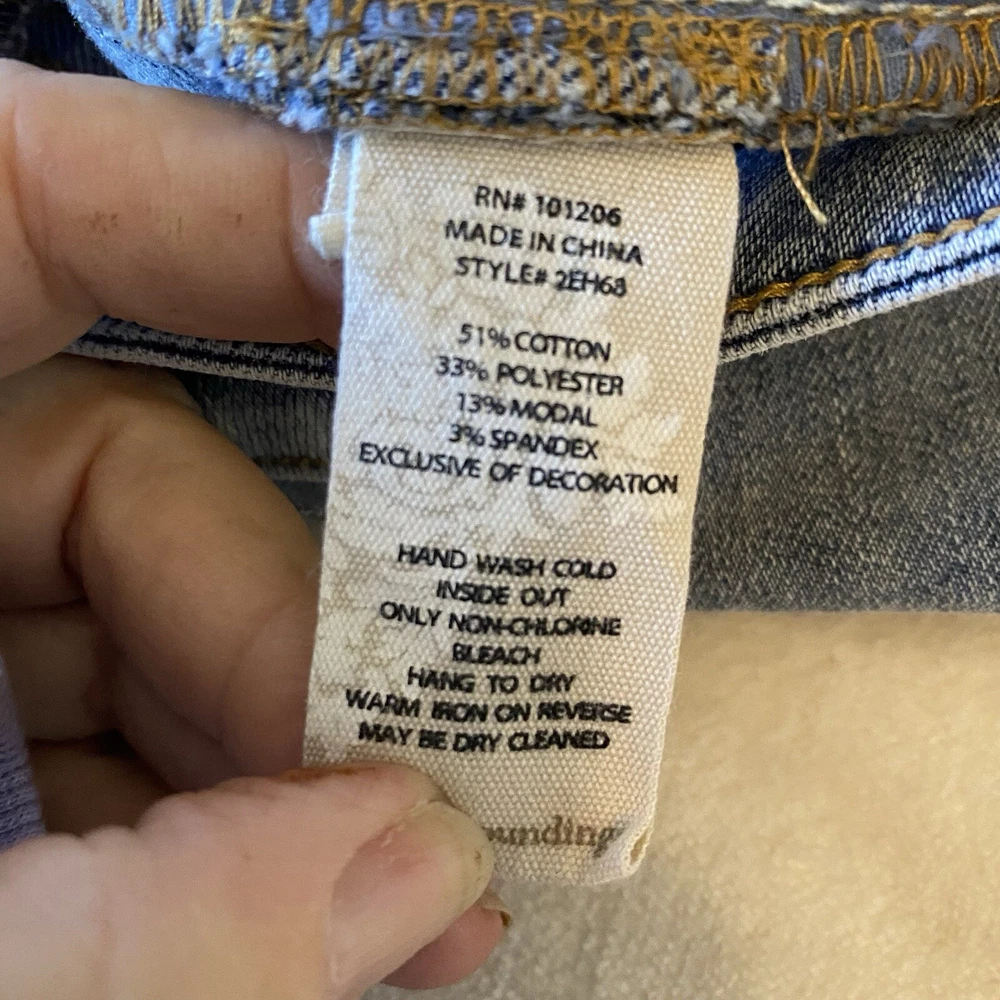 RN# 101206
MADE IN CHINA
STYLE# 2EH68
51% COTTON
33% POLYESTER
13% MODAL
3% SPANDEX
EXCLUSIVE OF DECORATION
HAND WASH COLD
INSIDE OUT
ONLY NON-CHLORINE
BLEACH
HANG TO DRY
WARM IRON ON REVERSE
MAY BE DRY CLEANED